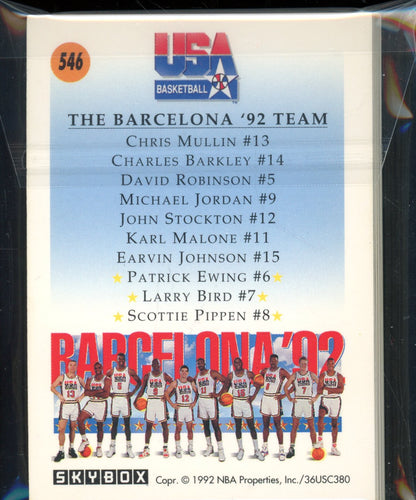 546
USA
BASKETBALL
THE BARCELONA '92 TEAM
CHRIS MULLIN #13
CHARLES BARKLEY #14
DAVID ROBINSON #5
MICHAEL JORDAN #9
JOHN STOCKTON #12
KARL MALONE #11
EARVIN JOHNSON #15
PATRICK EWING #6
LARRY BIRD #7
SCOTTIE PIPPEN #8
BARCELONA '92
SKYBOX Copr. © 1992 NBA Properties, Inc./36USC380